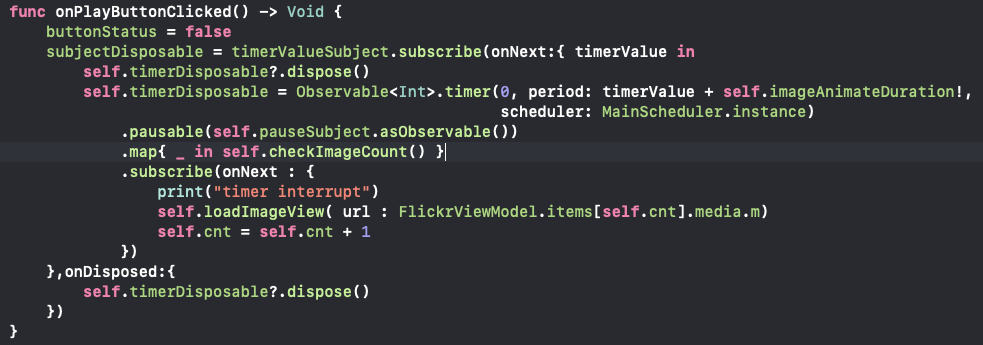 func onPlayButtonClicked() -> Void {
    buttonStatus = false
    subjectDisposable = timerValueSubject.subscribe(onNext:{ timerValue in
        self.timerDisposable?.dispose()
        self.timerDisposable = Observable<Int>.timer(0, period: timerValue + self.imageAnimateDuration!,
                                                     scheduler: MainScheduler.instance)
            .pausable(self.pauseSubject.asObservable())
            .map{ _ in self.checkImageCount() }
            .subscribe(onNext : {
                print("timer interrupt")
                self.loadImageView( url : FlickrViewModel.items[self.cnt].media.m)
                self.cnt = self.cnt + 1
            })
    },onDisposed:{
        self.timerDisposable?.dispose()
    })
}